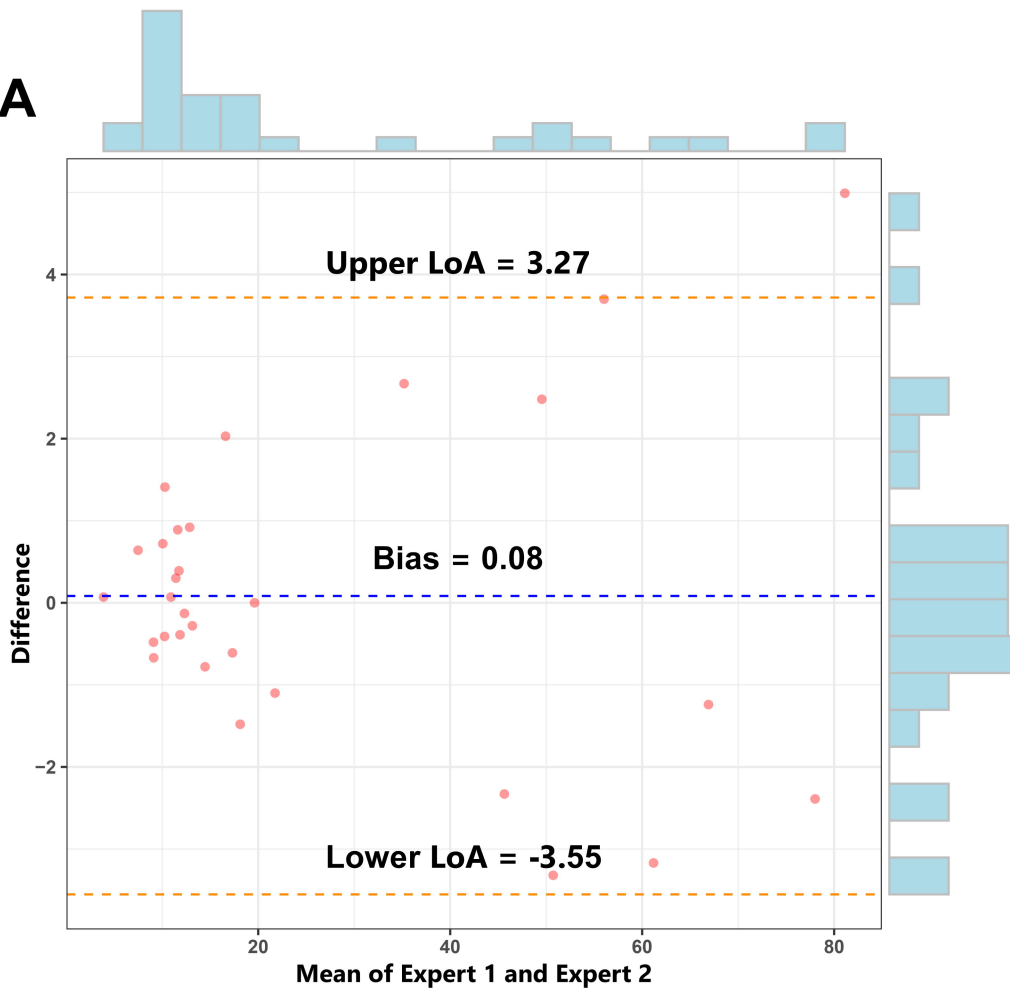 A
Upper LoA = 3.27
4
2
Bias = 0.08
0
−2
Lower LoA = -3.55
Difference
20 40 60 80
Mean of Expert 1 and Expert 2